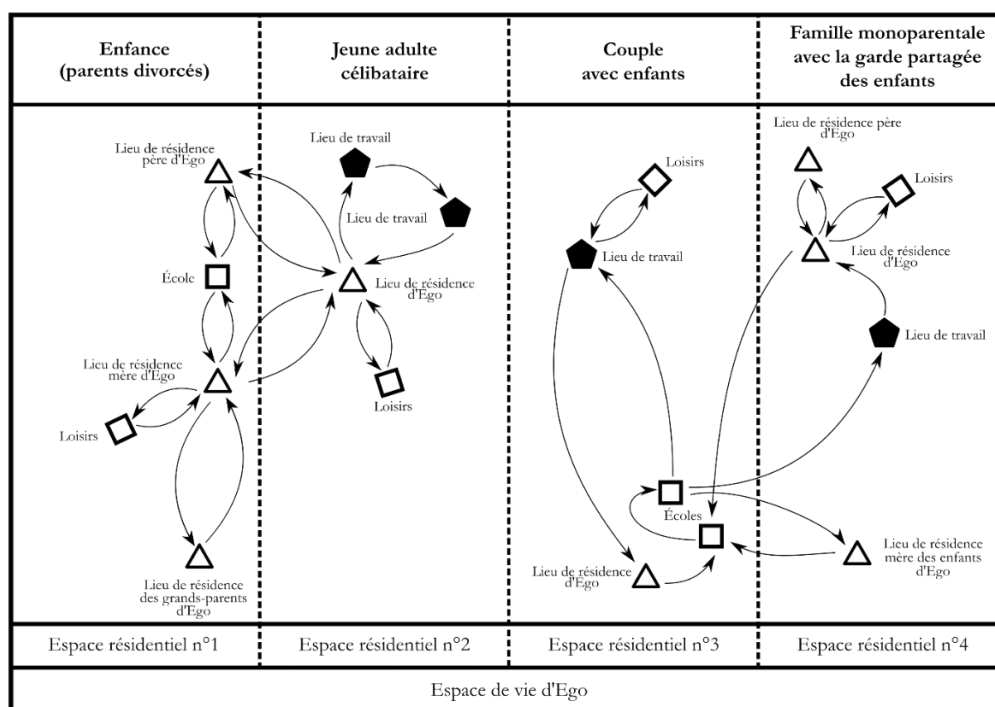 Enfance
(parents divorcés)
Jeune adulte
célibataire
Couple
avec enfants
Famille monoparentale
avec la garde partagée
des enfants
Lieu de résidence
père d'Ego
École
Lieu de résidence
mère d'Ego
Loisirs
Lieu de résidence
des grands-parents
d'Ego
Lieu de travail
Lieu de travail
Lieu de résidence
d'Ego
Loisirs
Loisirs
Lieu de travail
Écoles
Lieu de résidence
d'Ego
Lieu de résidence père
d'Ego
Loisirs
Lieu de résidence
d'Ego
Lieu de travail
Lieu de résidence
mère des enfants
d'Ego
Espace résidentiel n°1
Espace résidentiel n°2
Espace résidentiel n°3
Espace résidentiel n°4
Espace de vie d'Ego